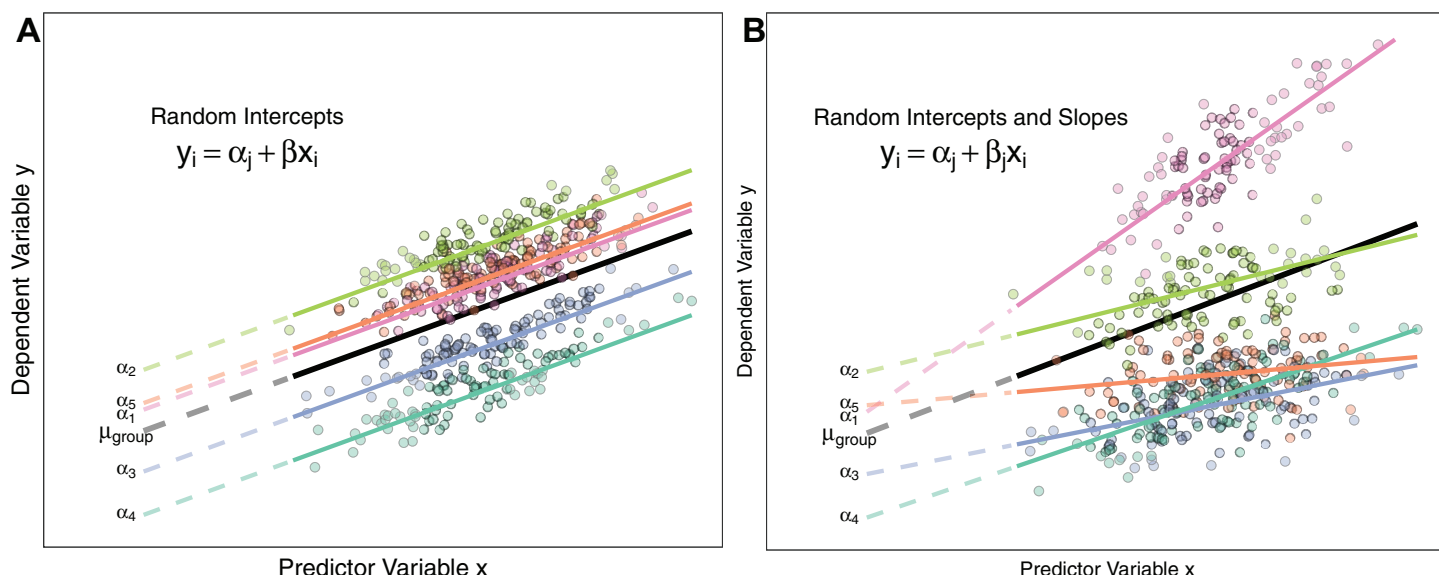 A
Random Intercepts
yᵢ = αⱼ + βxᵢ
Dependent Variable y
α₂
α₅
α₁
μgroup
α₃
α₄
Predictor Variable x
B
Random Intercepts and Slopes
yᵢ = αⱼ + βⱼxᵢ
Dependent Variable y
α₂
α₅
α₁
μgroup
α₃
α₄
Predictor Variable x